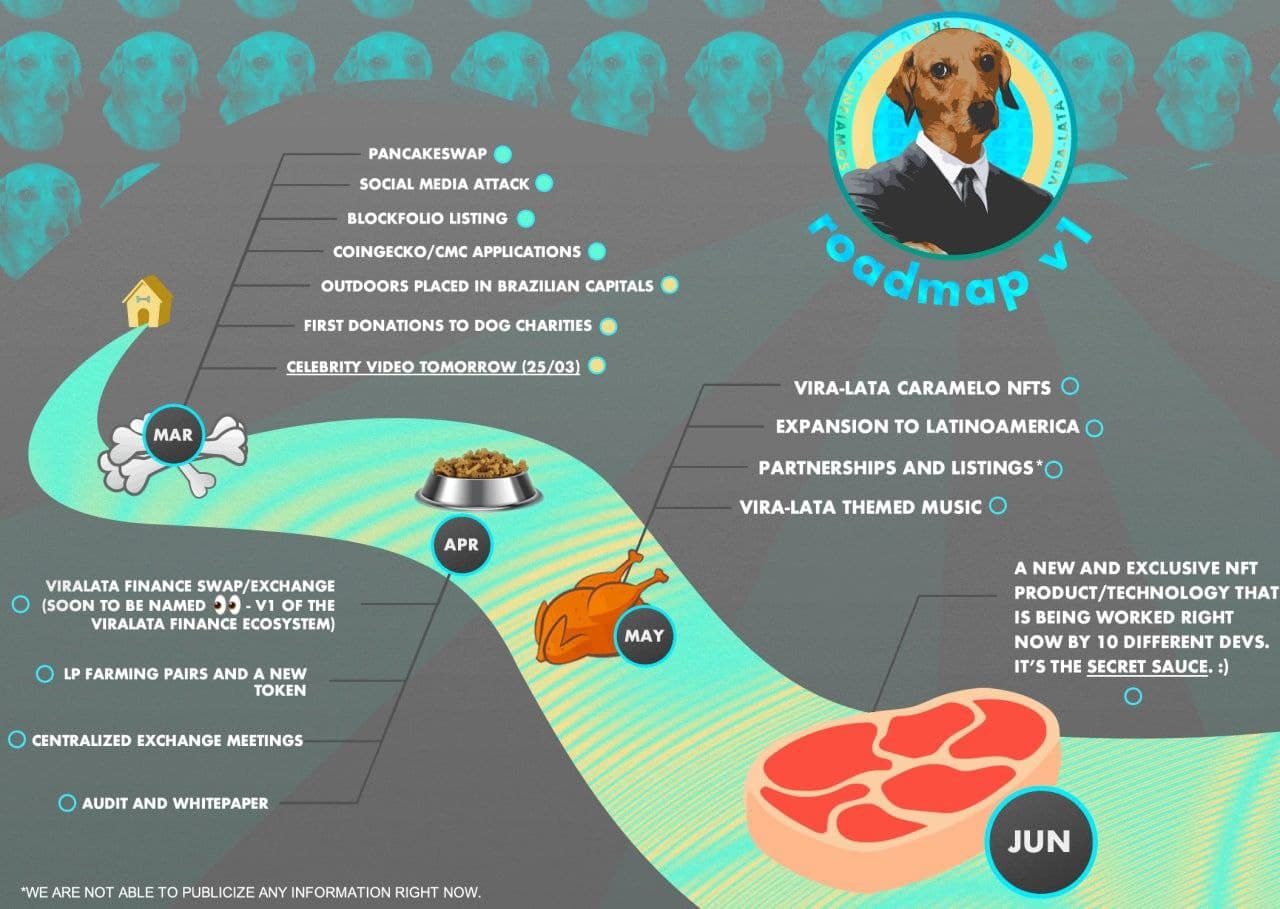 VIRA-LATA
roadmap v1
PANCAKESWAP
SOCIAL MEDIA ATTACK
BLOCKFOLIO LISTING
COINGECKO/CMC APPLICATIONS
OUTDOORS PLACED IN BRAZILIAN CAPITALS
FIRST DONATIONS TO DOG CHARITIES
CELEBRITY VIDEO TOMORROW (25/03)
MAR
VIRA-LATA CARAMELO NFTS
EXPANSION TO LATINOAMERICA
PARTNERSHIPS AND LISTINGS*
VIRA-LATA THEMED MUSIC
APR
VIRALATA FINANCE SWAP/EXCHANGE
(SOON TO BE NAMED 👀 - V1 OF THE
VIRALATA FINANCE ECOSYSTEM)
LP FARMING PAIRS AND A NEW
TOKEN
CENTRALIZED EXCHANGE MEETINGS
AUDIT AND WHITEPAPER
MAY
A NEW AND EXCLUSIVE NFT
PRODUCT/TECHNOLOGY THAT
IS BEING WORKED RIGHT
NOW BY 10 DIFFERENT DEVS.
IT'S THE SECRET SAUCE. :)
JUN
*WE ARE NOT ABLE TO PUBLICIZE ANY INFORMATION RIGHT NOW.